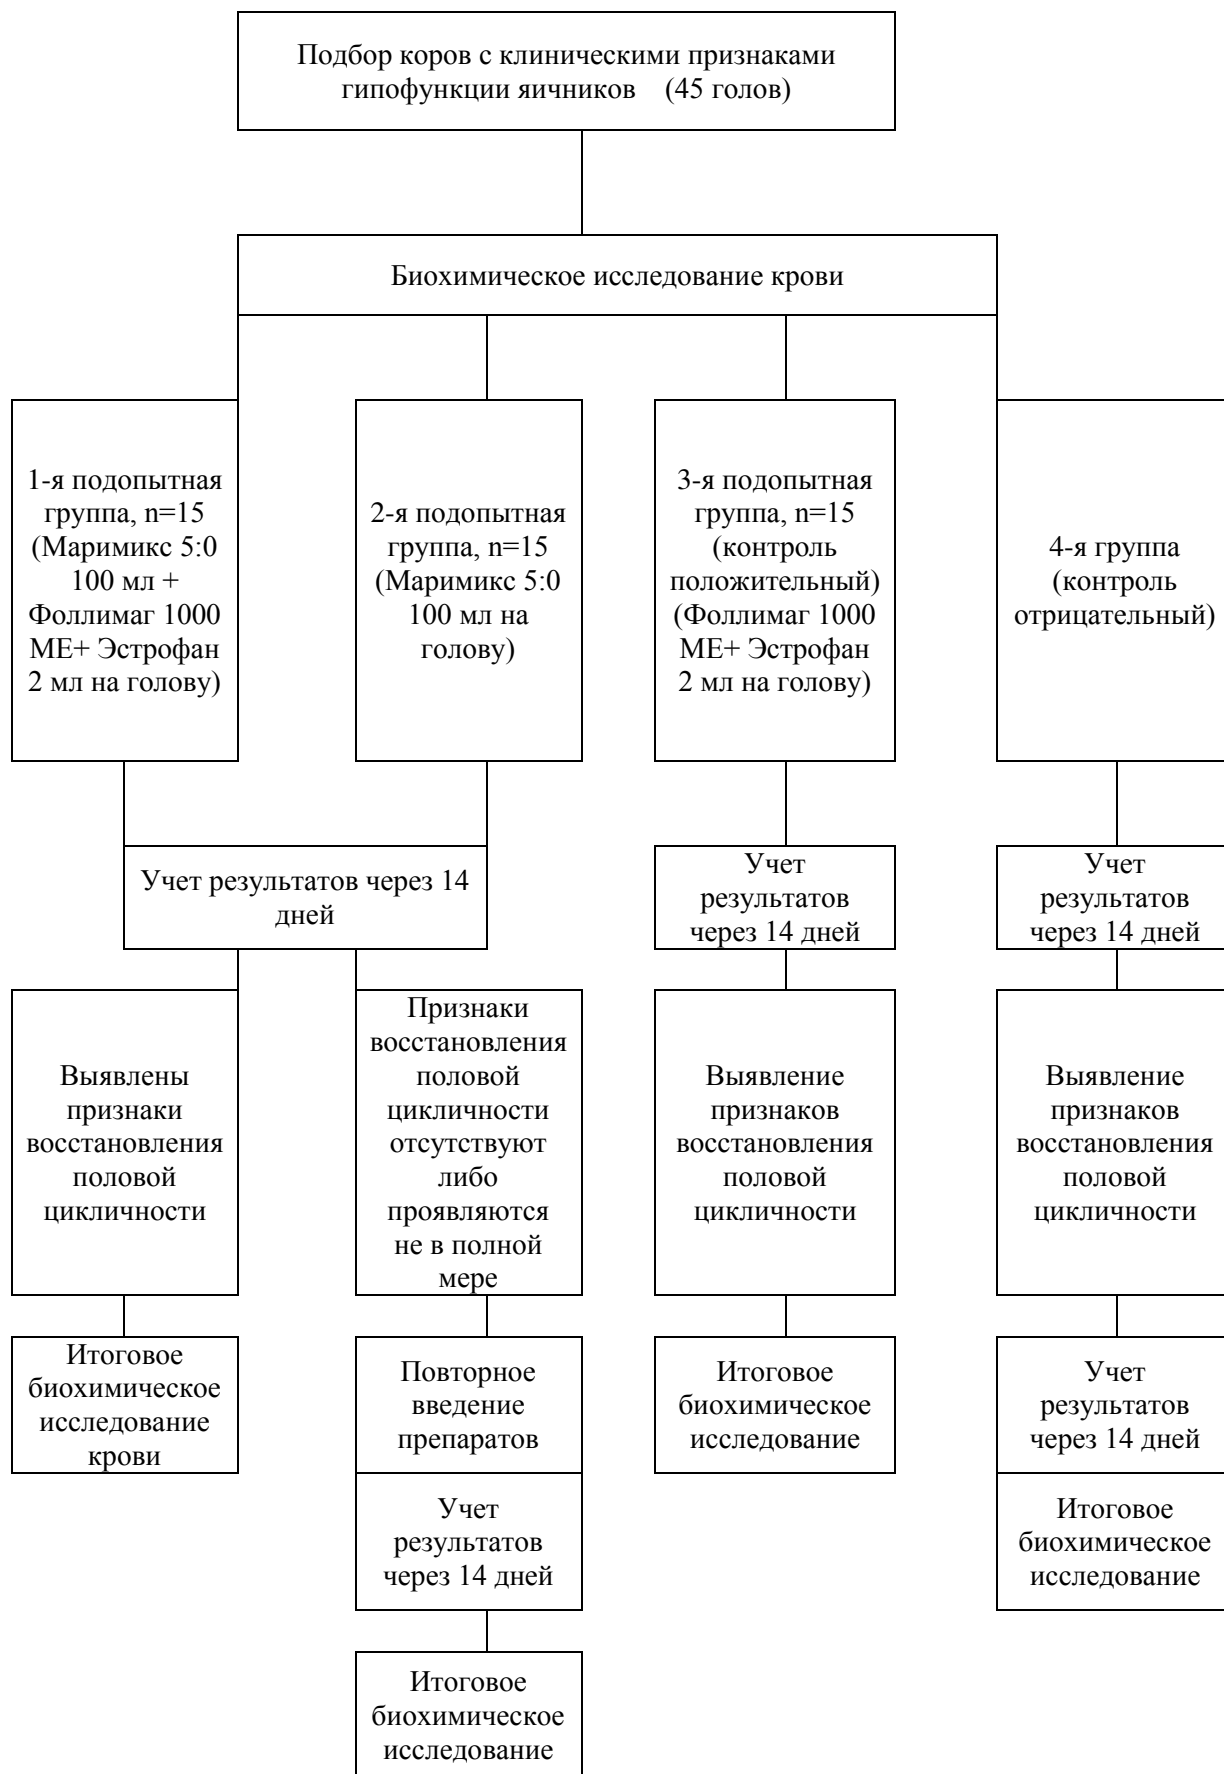 Подбор коров с клиническими признаками
гипофункции яичников (45 голов)
Биохимическое исследование крови
1-я подопытная
группа, n=15
(Маримикс 5:0
100 мл +
Фоллимаг 1000
МЕ+ Эстрофан
2 мл на голову)
2-я подопытная
группа, n=15
(Маримикс 5:0
100 мл на
голову)
3-я подопытная
группа, n=15
(контроль
положительный)
(Фоллимаг 1000
МЕ+ Эстрофан
2 мл на голову)
4-я группа
(контроль
отрицательный)
Учет результатов через 14
дней
Учет
результатов
через 14 дней
Учет
результатов
через 14 дней
Выявлены
признаки
восстановления
половой
цикличности
Признаки
восстановления
половой
цикличности
отсутствуют
либо
проявляются
не в полной
мере
Выявление
признаков
восстановления
половой
цикличности
Выявление
признаков
восстановления
половой
цикличности
Итоговое
биохимическое
исследование
крови
Повторное
введение
препаратов
Итоговое
биохимическое
исследование
Учет
результатов
через 14 дней
Учет
результатов
через 14 дней
Итоговое
биохимическое
исследование
Итоговое
биохимическое
исследование